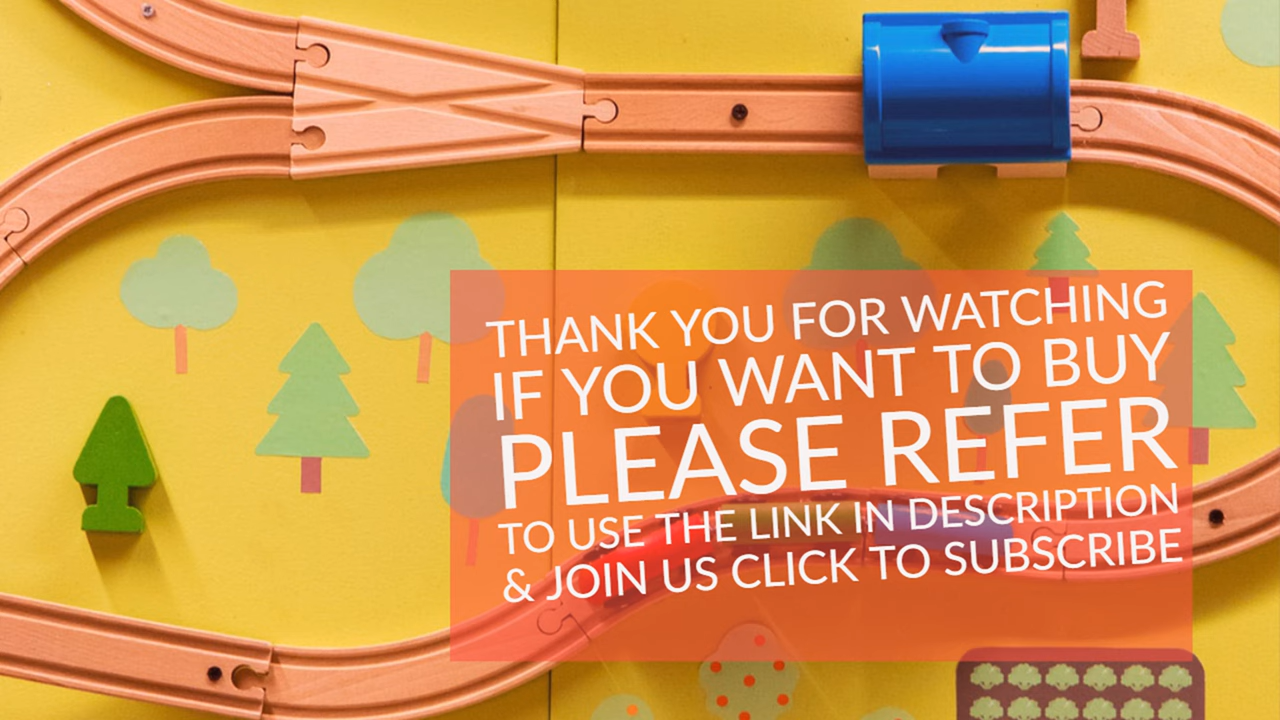 THANK YOU FOR WATCHING
IF YOU WANT TO BUY
PLEASE REFER
TO USE THE LINK IN DESCRIPTION
& JOIN US CLICK TO SUBSCRIBE